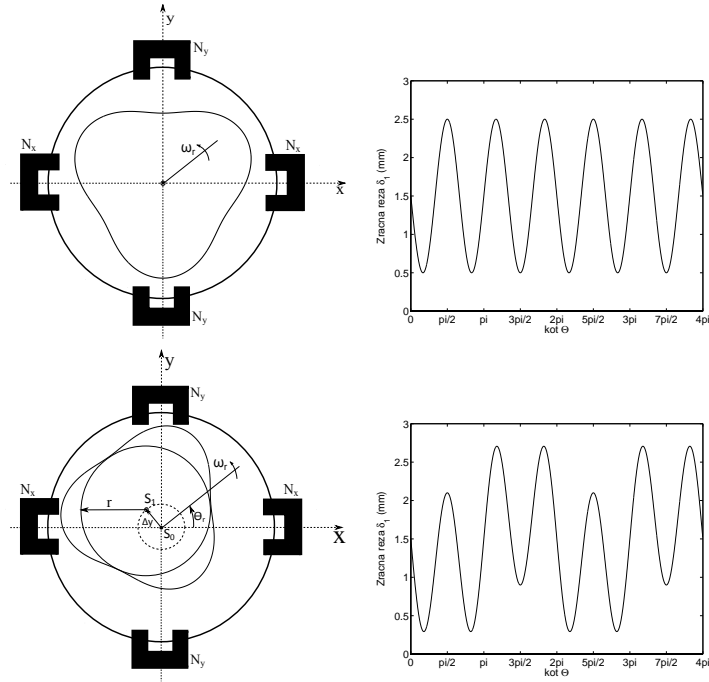 y
N_y
N_x
N_x
ω_r
x
N_y
3
2.5
2
1.5
1
0.5
0
Zracna reza δ_1 (mm)
0 pi/2 pi 3pi/2 2pi 5pi/2 3pi 7pi/2 4pi
kot Θ
y
N_y
N_x
N_x
ω_r
S_1
r
Θ_r
Δy
S_0
x
N_y
3
2.5
2
1.5
1
0.5
0
Zracna reza δ_1 (mm)
0 pi/2 pi 3pi/2 2pi 5pi/2 3pi 7pi/2 4pi
kot Θ